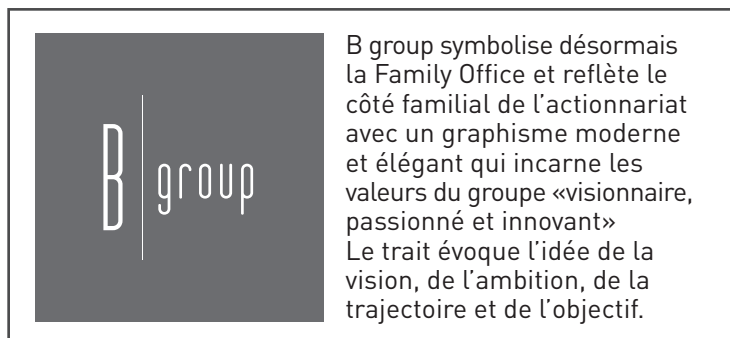 B group
B group symbolise désormais
la Family Office et reflète le
côté familial de l’actionnariat
avec un graphisme moderne
et élégant qui incarne les
valeurs du groupe «visionnaire,
passionné et innovant»
Le trait évoque l’idée de la
vision, de l’ambition, de la
trajectoire et de l’objectif.